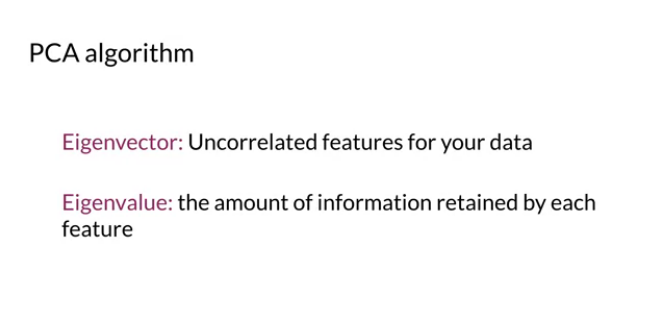 PCA algorithm
Eigenvector: Uncorrelated features for your data
Eigenvalue: the amount of information retained by each
feature